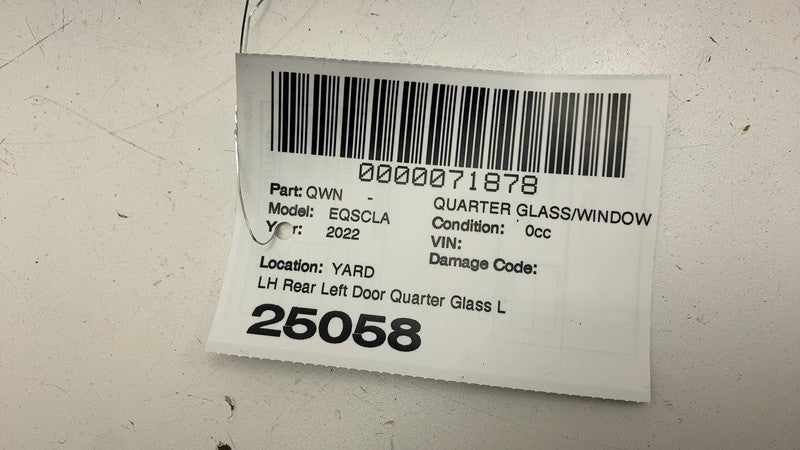 0000071878
Part: QWN - QUARTER GLASS/WINDOW
Model: EQSCLA Condition: 0cc
Year: 2022 VIN:
Damage Code:
Location: YARD
LH Rear Left Door Quarter Glass L
25058